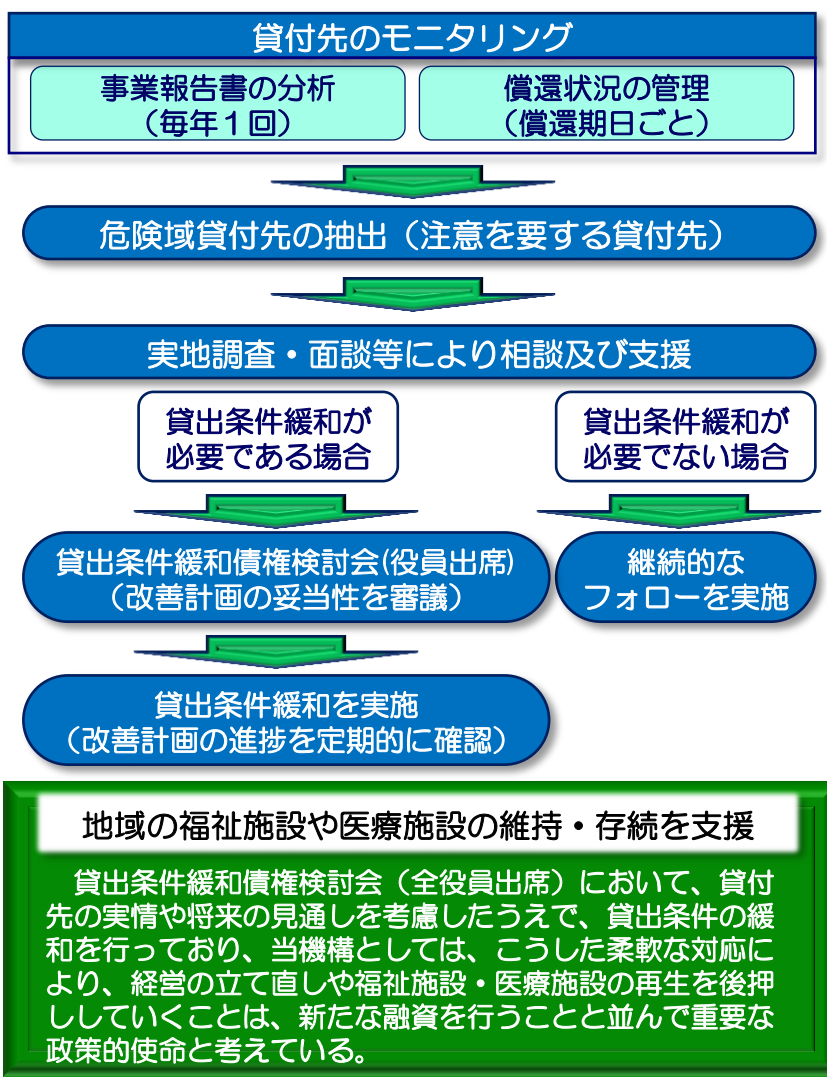 貸付先のモニタリング
事業報告書の分析
（毎年１回）
償還状況の管理
（償還期日ごと）
危険域貸付先の抽出（注意を要する貸付先）
実地調査・面談等により相談及び支援
貸出条件緩和が
必要である場合
貸出条件緩和が
必要でない場合
貸出条件緩和債権検討会(役員出席)
（改善計画の妥当性を審議）
継続的な
フォローを実施
貸出条件緩和を実施
（改善計画の進捗を定期的に確認）
地域の福祉施設や医療施設の維持・存続を支援
貸出条件緩和債権検討会（全役員出席）において、貸付
先の実情や将来の見通しを考慮したうえで、貸出条件の緩
和を行っており、当機構としては、こうした柔軟な対応に
より、経営の立て直しや福祉施設・医療施設の再生を後押
ししていくことは、新たな融資を行うことと並んで重要な
政策的使命と考えている。